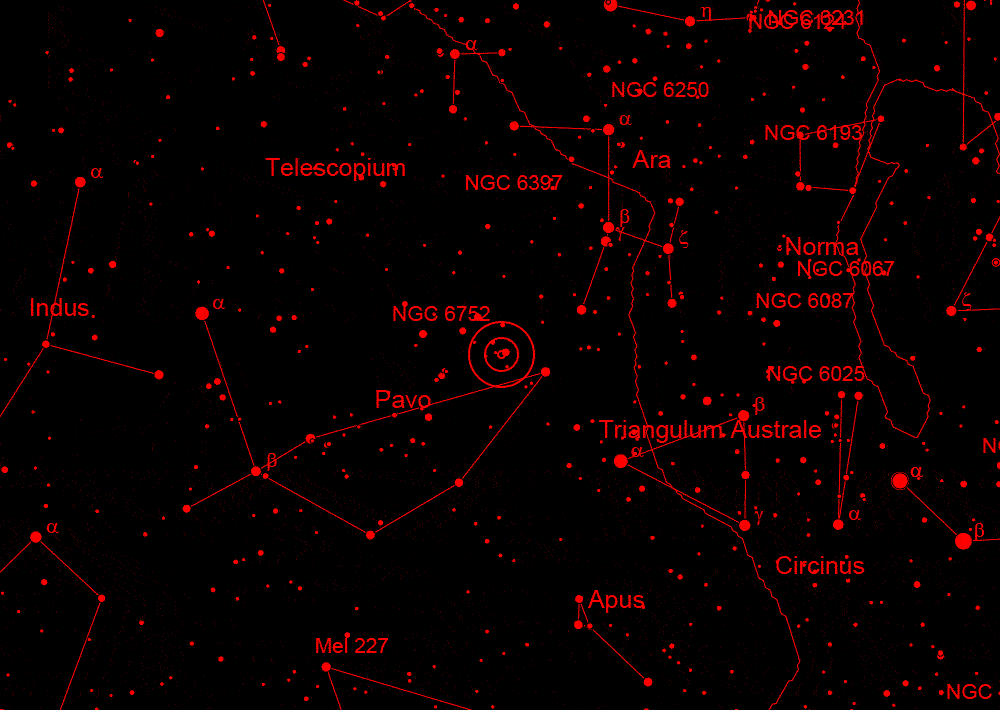 η
NGC 6231
NGC 6124
α
NGC 6250
α
NGC 6193
Ara
Telescopium
α
NGC 6397
β
ζ
Norma
NGC 6067
α
Indus
NGC 6087
ζ
NGC 6752
NGC 6025
Pavo
β
Triangulum Australe
α
β
α
γ
α
α
β
Circinus
Apus
Mel 227
NGC